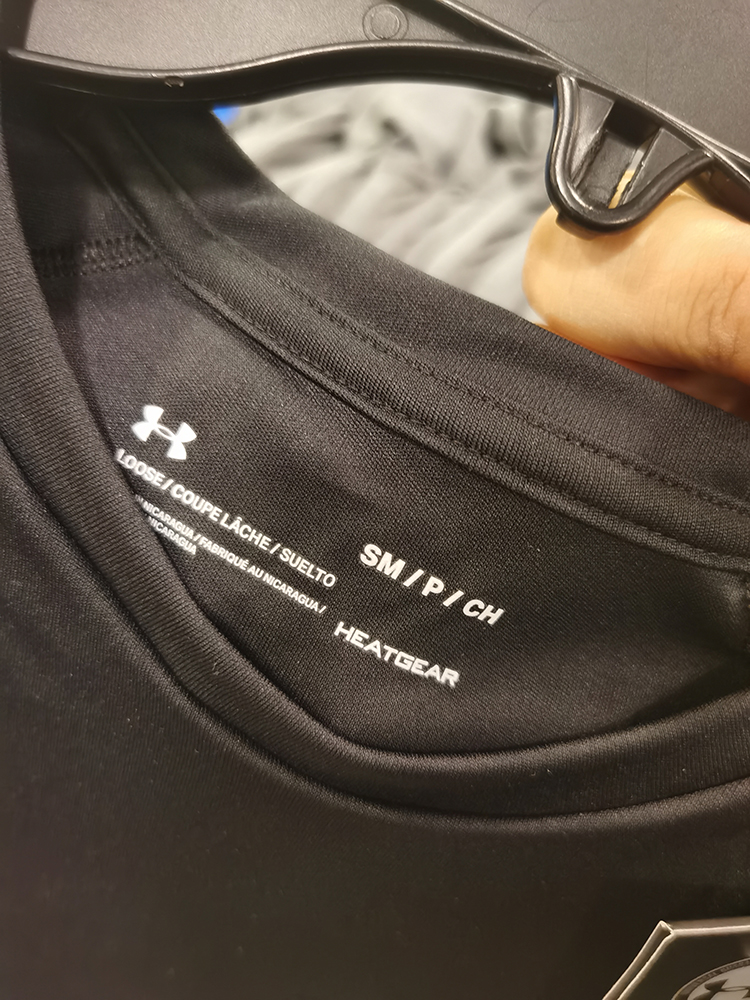 LOOSE / COUPE LÂCHE / SUELTO
NICARAGUA / FABRIQUÉ AU NICARAGUA /
NICARAGUA
SM / P / CH
HEATGEAR